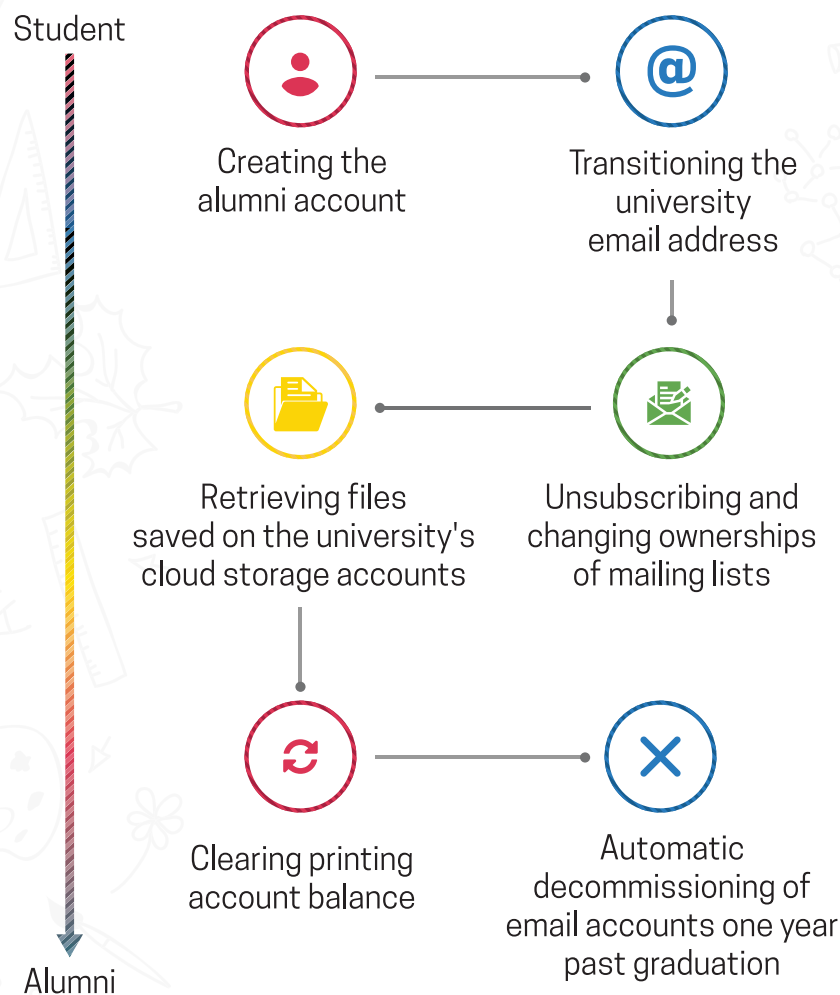 Student
Creating the
alumni account
@
Transitioning the
university
email address
Unsubscribing and
changing ownerships
of mailing lists
Retrieving files
saved on the university's
cloud storage accounts
Clearing printing
account balance
Automatic
decommissioning of
email accounts one year
past graduation
Alumni